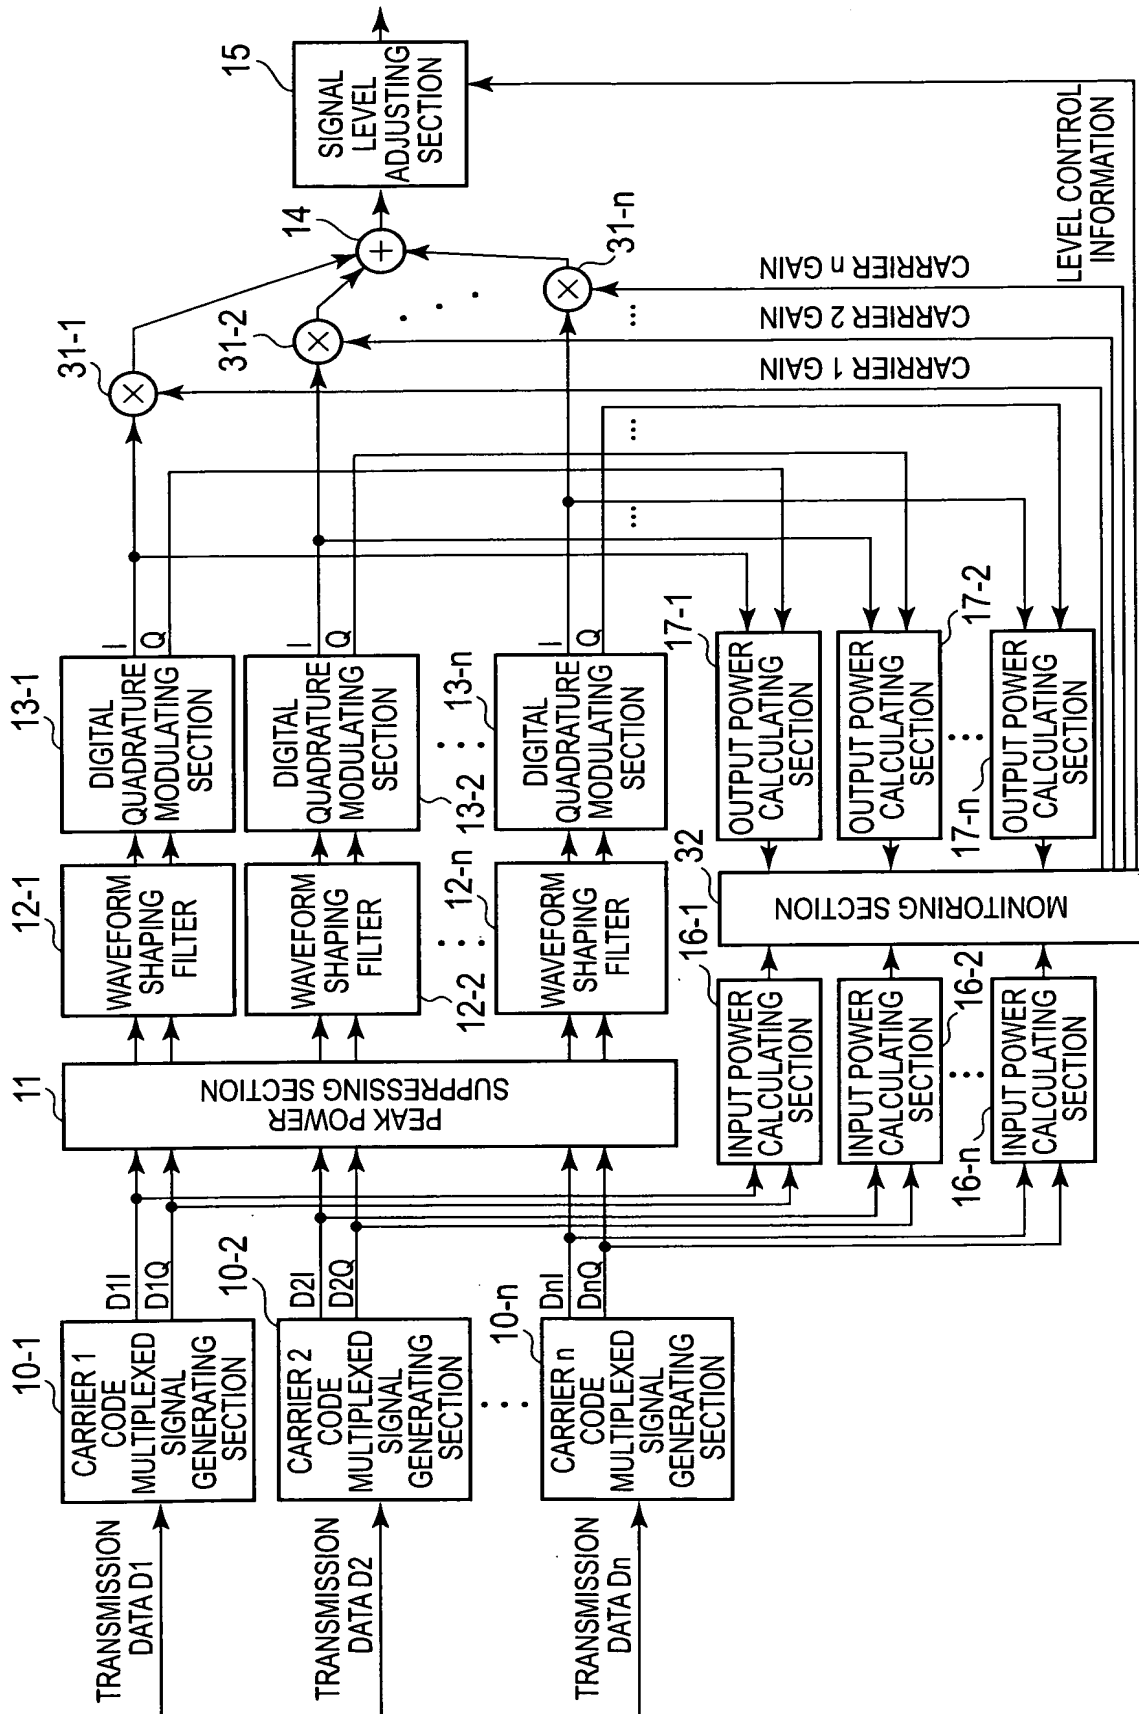 TRANSMISSION
DATA D1
10-1
CARRIER 1
CODE
MULTIPLEXED
SIGNAL
GENERATING
SECTION
D1I
D1Q
11
PEAK POWER
SUPPRESSING SECTION
12-1
WAVEFORM
SHAPING
FILTER
13-1
DIGITAL
QUADRATURE
MODULATING
SECTION
I
Q
31-1
×
14
+
15
SIGNAL
LEVEL
ADJUSTING
SECTION
TRANSMISSION
DATA D2
10-2
CARRIER 2
CODE
MULTIPLEXED
SIGNAL
GENERATING
SECTION
D2I
D2Q
WAVEFORM
SHAPING
FILTER
12-2
DIGITAL
QUADRATURE
MODULATING
SECTION
13-2
I
Q
31-2
×
...
...
...
...
TRANSMISSION
DATA Dn
10-n
CARRIER n
CODE
MULTIPLEXED
SIGNAL
GENERATING
SECTION
DnI
DnQ
12-n
WAVEFORM
SHAPING
FILTER
13-n
DIGITAL
QUADRATURE
MODULATING
SECTION
I
Q
31-n
×
...
...
...
CARRIER n GAIN
CARRIER 2 GAIN
CARRIER 1 GAIN
LEVEL CONTROL
INFORMATION
16-1
INPUT POWER
CALCULATING
SECTION
32
MONITORING SECTION
17-1
OUTPUT POWER
CALCULATING
SECTION
INPUT POWER
CALCULATING
SECTION
16-2
OUTPUT POWER
CALCULATING
SECTION
17-2
...
...
16-n
INPUT POWER
CALCULATING
SECTION
17-n
OUTPUT POWER
CALCULATING
SECTION